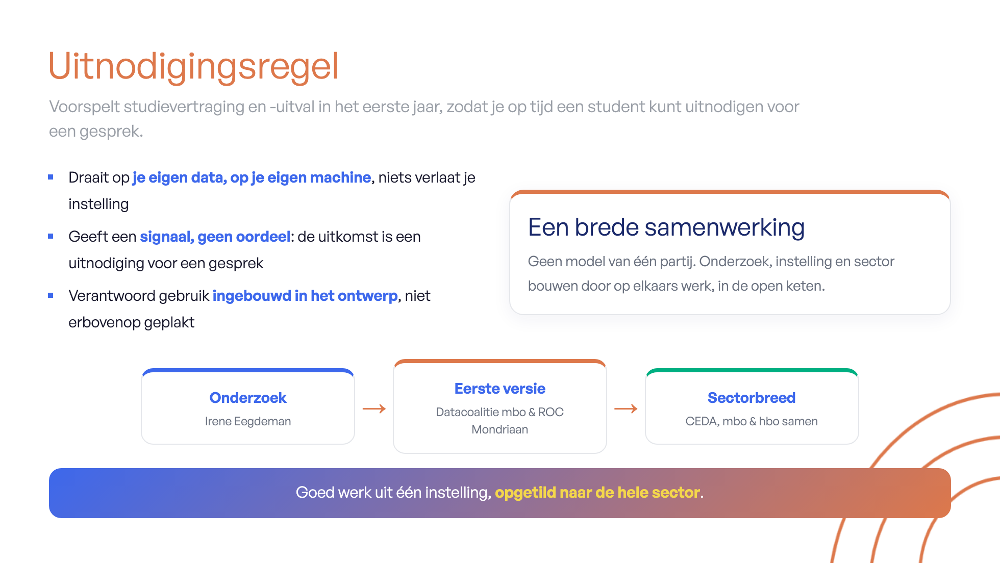 Uitnodigingsregel
Voorspelt studievertraging en -uitval in het eerste jaar, zodat je op tijd een student kunt uitnodigen voor
een gesprek.
Draait op je eigen data, op je eigen machine, niets verlaat je
instelling
Geeft een signaal, geen oordeel: de uitkomst is een
uitnodiging voor een gesprek
Verantwoord gebruik ingebouwd in het ontwerp, niet
erbovenop geplakt
Een brede samenwerking
Geen model van één partij. Onderzoek, instelling en sector
bouwen door op elkaars werk, in de open keten.
Onderzoek
Irene Eegdeman
→
Eerste versie
Datacoalitie mbo & ROC
Mondriaan
→
Sectorbreed
CEDA, mbo & hbo samen
Goed werk uit één instelling, opgetild naar de hele sector.